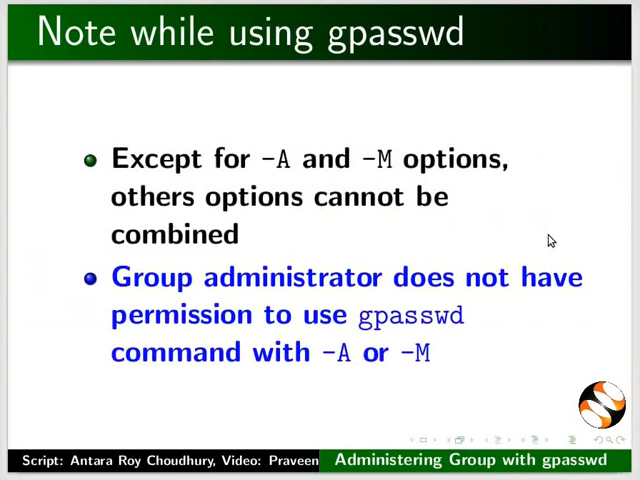 Note while using gpasswd
Except for -A and -M options,
others options cannot be
combined
Group administrator does not have
permission to use gpasswd
command with -A or -M
Script: Antara Roy Choudhury, Video: Praveen
Administering Group with gpasswd